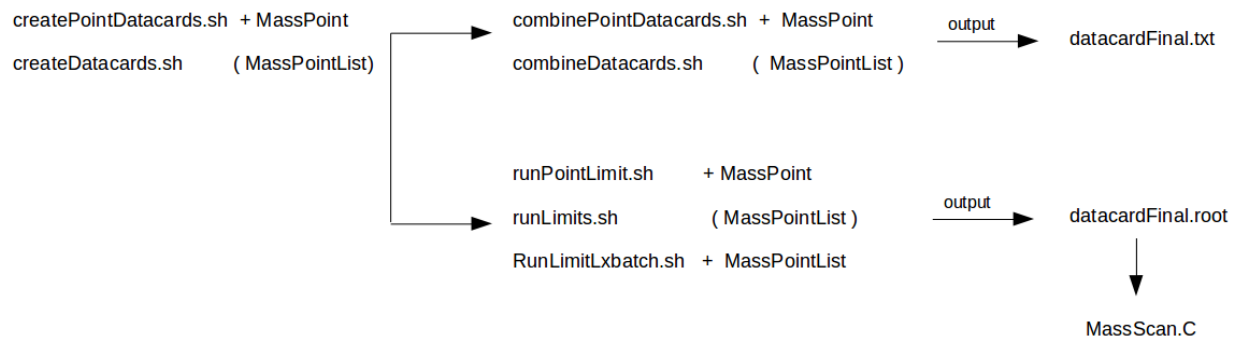 createPointDatacards.sh + MassPoint
createDatacards.sh ( MassPointList)
combinePointDatacards.sh + MassPoint
combineDatacards.sh ( MassPointList )
output
datacardFinal.txt
runPointLimit.sh + MassPoint
runLimits.sh ( MassPointList )
RunLimitLxbatch.sh + MassPointList
output
datacardFinal.root
MassScan.C